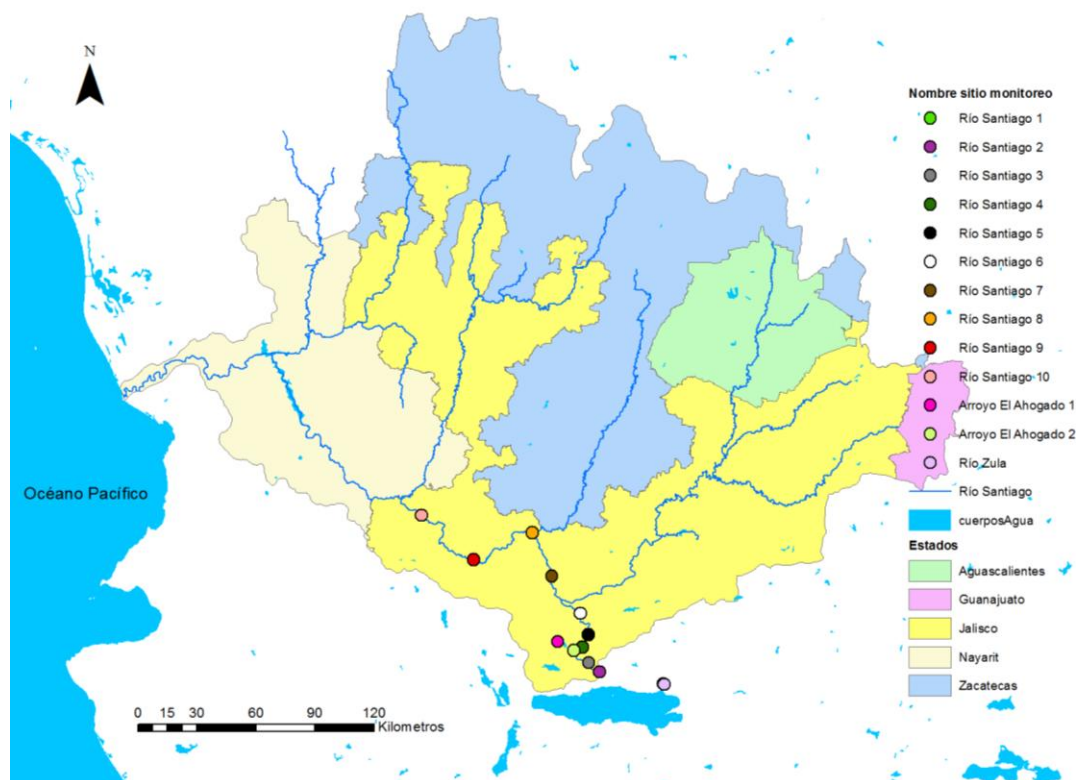 N
Océano Pacífico
0 15 30 60 90 120
Kilometros
Nombre sitio monitoreo
Río Santiago 1
Río Santiago 2
Río Santiago 3
Río Santiago 4
Río Santiago 5
Río Santiago 6
Río Santiago 7
Río Santiago 8
Río Santiago 9
Río Santiago 10
Arroyo El Ahogado 1
Arroyo El Ahogado 2
Río Zula
Río Santiago
cuerposAgua
Estados
Aguascalientes
Guanajuato
Jalisco
Nayarit
Zacatecas